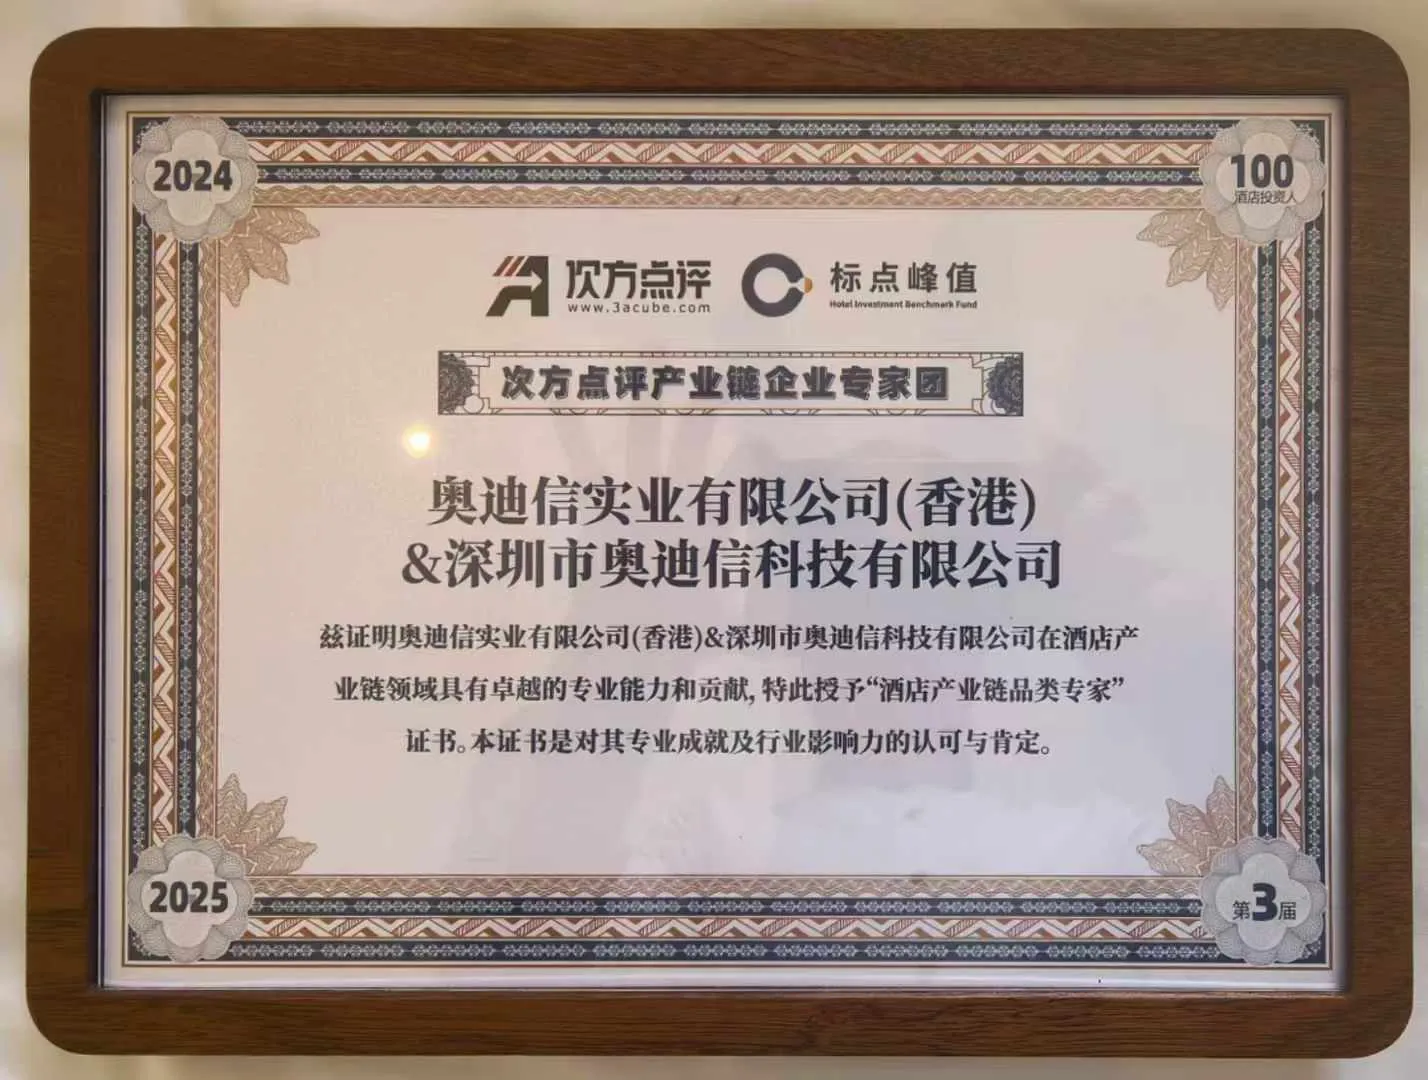 2024
100
酒店投资人
次方点评
www.3acube.com
标点峰值
Hotel Investment Benchmark Fund
次方点评产业链企业专家团
奥迪信实业有限公司(香港)
&深圳市奥迪信科技有限公司
兹证明奥迪信实业有限公司(香港)&深圳市奥迪信科技有限公司在酒店产
业链领域具有卓越的专业能力和贡献,特此授予“酒店产业链品类专家”
证书。本证书是对其专业成就及行业影响力的认可与肯定。
2025
第3届